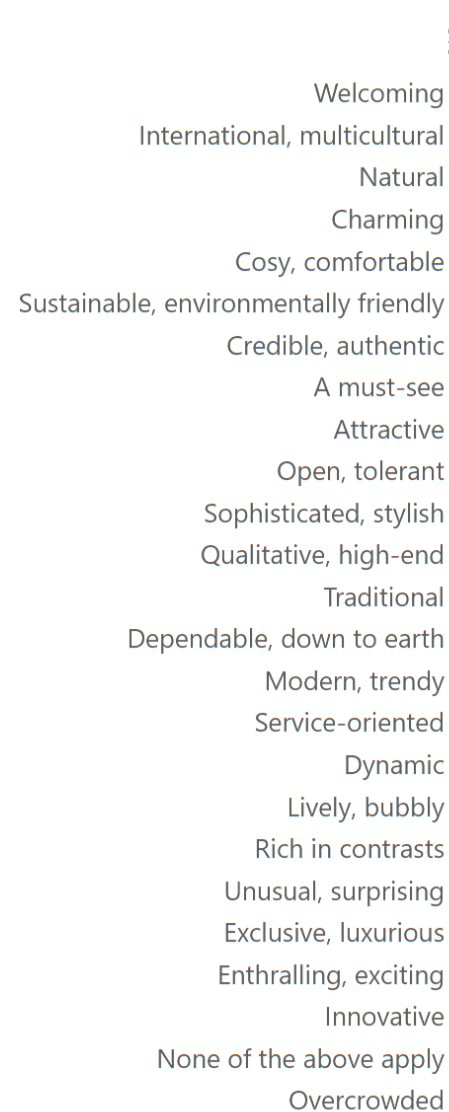 Welcoming
International, multicultural
Natural
Charming
Cosy, comfortable
Sustainable, environmentally friendly
Credible, authentic
A must-see
Attractive
Open, tolerant
Sophisticated, stylish
Qualitative, high-end
Traditional
Dependable, down to earth
Modern, trendy
Service-oriented
Dynamic
Lively, bubbly
Rich in contrasts
Unusual, surprising
Exclusive, luxurious
Enthralling, exciting
Innovative
None of the above apply
Overcrowded